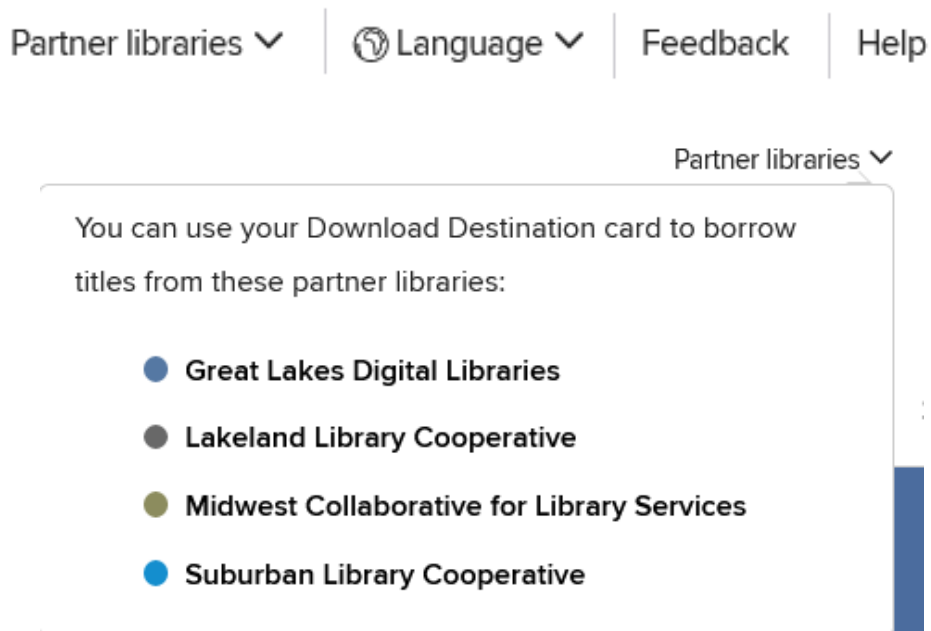 Partner libraries Language Feedback Help
Partner libraries
You can use your Download Destination card to borrow
titles from these partner libraries:
Great Lakes Digital Libraries
Lakeland Library Cooperative
Midwest Collaborative for Library Services
Suburban Library Cooperative